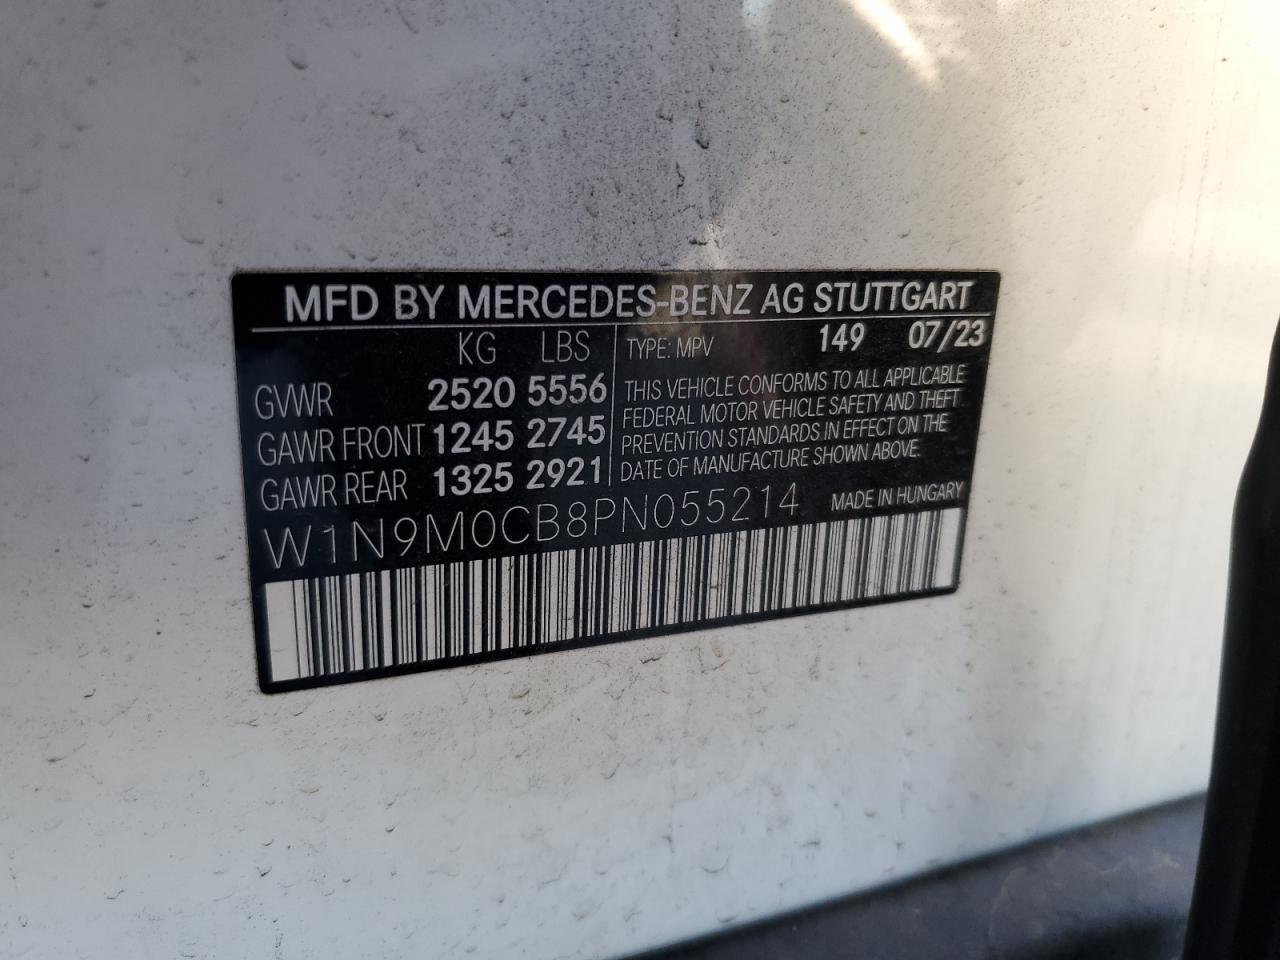 MFD BY MERCEDES-BENZ AG STUTTGART
KG LBS
GVWR 2520 5556
GAWR FRONT 1245 2745
GAWR REAR 1325 2921
TYPE: MPV 149 07/23
THIS VEHICLE CONFORMS TO ALL APPLICABLE
FEDERAL MOTOR VEHICLE SAFETY AND THEFT
PREVENTION STANDARDS IN EFFECT ON THE
DATE OF MANUFACTURE SHOWN ABOVE.
W1N9M0CB8PN055214 MADE IN HUNGARY